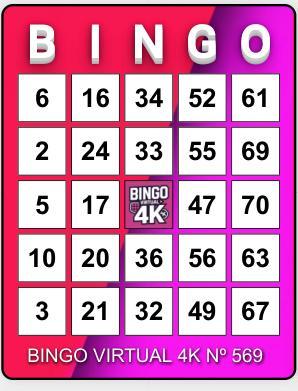 B I N G O
6 16 34 52 61
2 24 33 55 69
5 17 BINGO VIRTUAL 4K 47 70
10 20 36 56 63
3 21 32 49 67
BINGO VIRTUAL 4K Nº 569